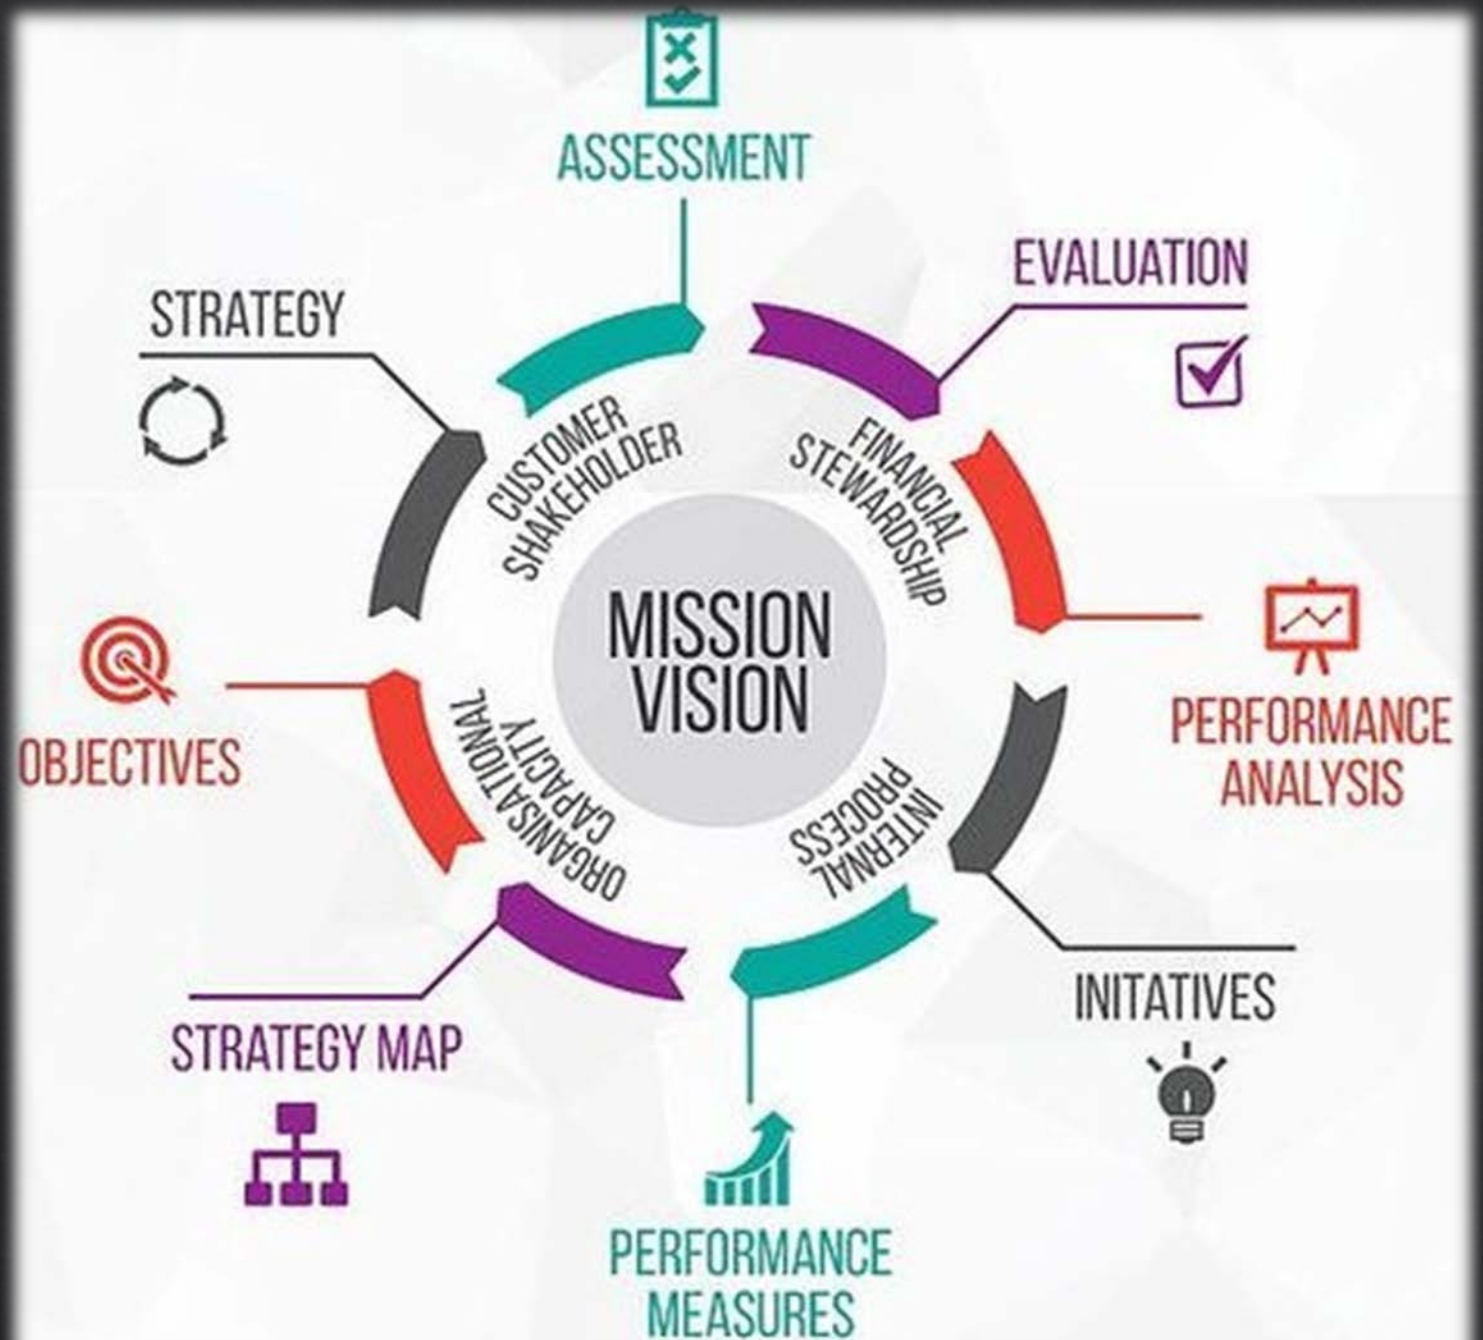 ASSESSMENT
EVALUATION
STRATEGY
CUSTOMER
SHAKEHOLDER
FINANCIAL
STEWARDSHIP
MISSION
VISION
PERFORMANCE
ANALYSIS
OBJECTIVES
ORGANISATIONAL
CAPACITY
INTERNAL
PROCESS
INITATIVES
STRATEGY MAP
PERFORMANCE
MEASURES